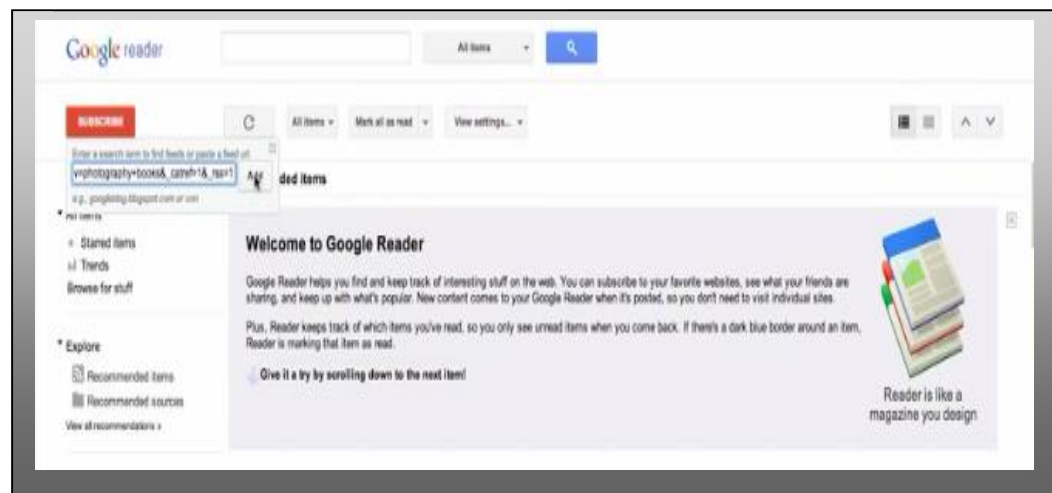 Google reader
All items
SUBSCRIBE
All items
Mark all as read
View settings...
Enter a search term to find feeds or paste a feed url.
v=photography+books&_catref=1&_rss=1
Add
e.g., googleblog.blogspot.com or
ded items
All items
Starred items
Trends
Browse for stuff
Explore
Recommended items
Recommended sources
View all recommendations »
Welcome to Google Reader
Google Reader helps you find and keep track of interesting stuff on the web. You can subscribe to your favorite websites, see what your friends are
sharing, and keep up with what's popular. New content comes to your Google Reader when it's posted, so you don't need to visit individual sites.
Plus, Reader keeps track of which items you've read, so you only see unread items when you come back. If there's a dark blue border around an item,
Reader is marking that item as read.
Give it a try by scrolling down to the next item!
Reader is like a
magazine you design